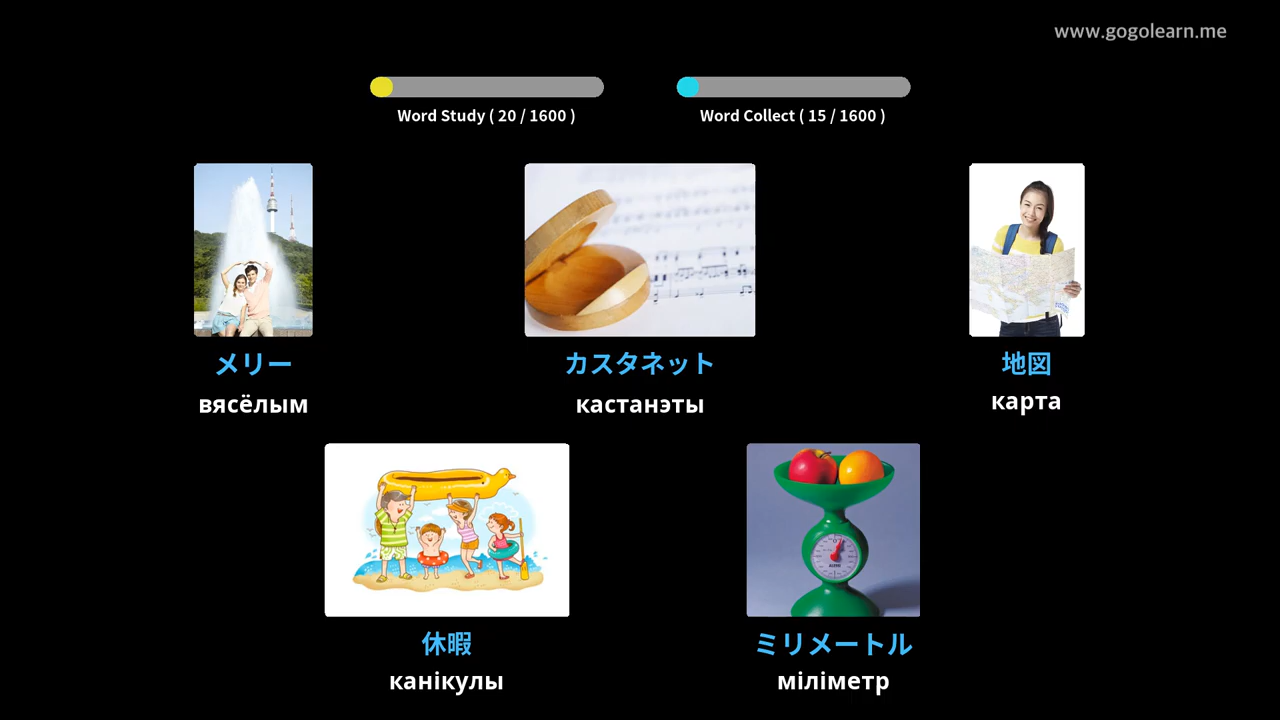 www.gogolearn.me
Word Study ( 20 / 1600 )
Word Collect ( 15 / 1600 )
メリー
вясёлым
カスタネット
кастанэты
地図
карта
休暇
канікулы
ミリメートル
міліметр